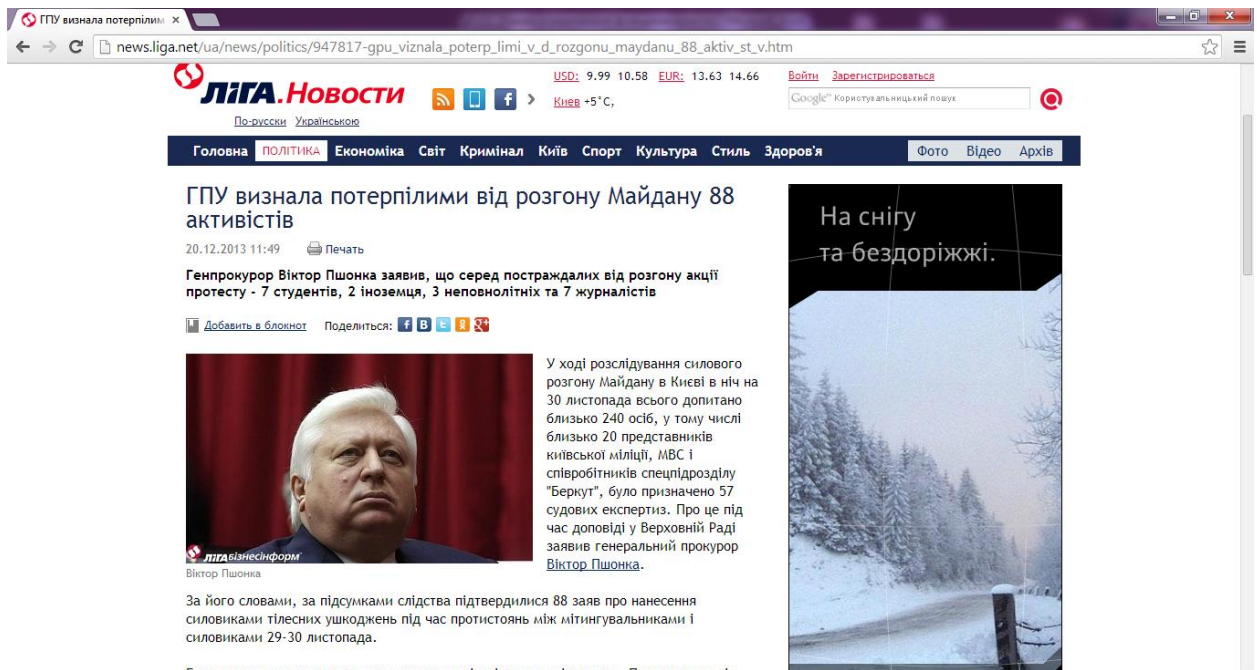 ГПУ визнала потерпілим
news.liga.net/ua/news/politics/947817-gpu_viznala_poterp_limi_v_d_rozgonu_maydanu_88_aktiv_st_v.htm
ЛІГА.Новости
USD: 9.99 10.58 EUR: 13.63 14.66
Войти Зарегистрироваться
Киев +5°C,
Google™ Користувальницький пошук
По-русски Українською
Головна ПОЛІТИКА Економіка Світ Кримінал Київ Спорт Культура Стиль Здоров'я Фото Відео Архів
ГПУ визнала потерпілими від розгону Майдану 88
активістів
20.12.2013 11:49 Печать
Генпрокурор Віктор Пшонка заявив, що серед постраждалих від розгону акції
протесту - 7 студентів, 2 іноземця, 3 неповнолітніх та 7 журналістів
Добавить в блокнот Поделиться:
У ході розслідування силового
розгону Майдану в Києві в ніч на
30 листопада всього допитано
близько 240 осіб, у тому числі
близько 20 представників
київської міліції, МВС і
співробітників спецпідрозділу
"Беркут", було призначено 57
судових експертиз. Про це під
час доповіді у Верховній Раді
заявив генеральний прокурор
Віктор Пшонка.
ЛІГАБізнесІнформ
Віктор Пшонка
За його словами, за підсумками слідства підтвердилися 88 заяв про нанесення
силовиками тілесних ушкоджень під час протистоянь між мітингувальниками і
силовиками 29-30 листопада.
На снігу
та бездоріжжі.